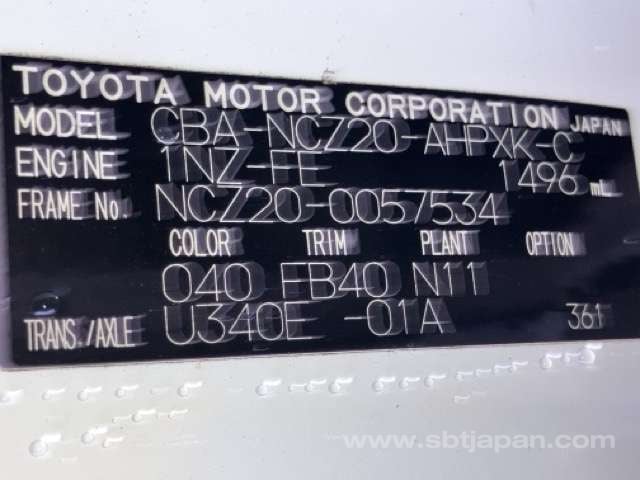 TOYOTA MOTOR CORPORATION JAPAN
MODEL CBA-NCZ20-AHPXK-C
ENGINE 1NZ-FE 1496 mL
FRAME No. NCZ20-0057534
COLOR TRIM PLANT OPTION
040 FB40 N11
TRANS./AXLE U340E -01A 361
www.sbtjapan.com